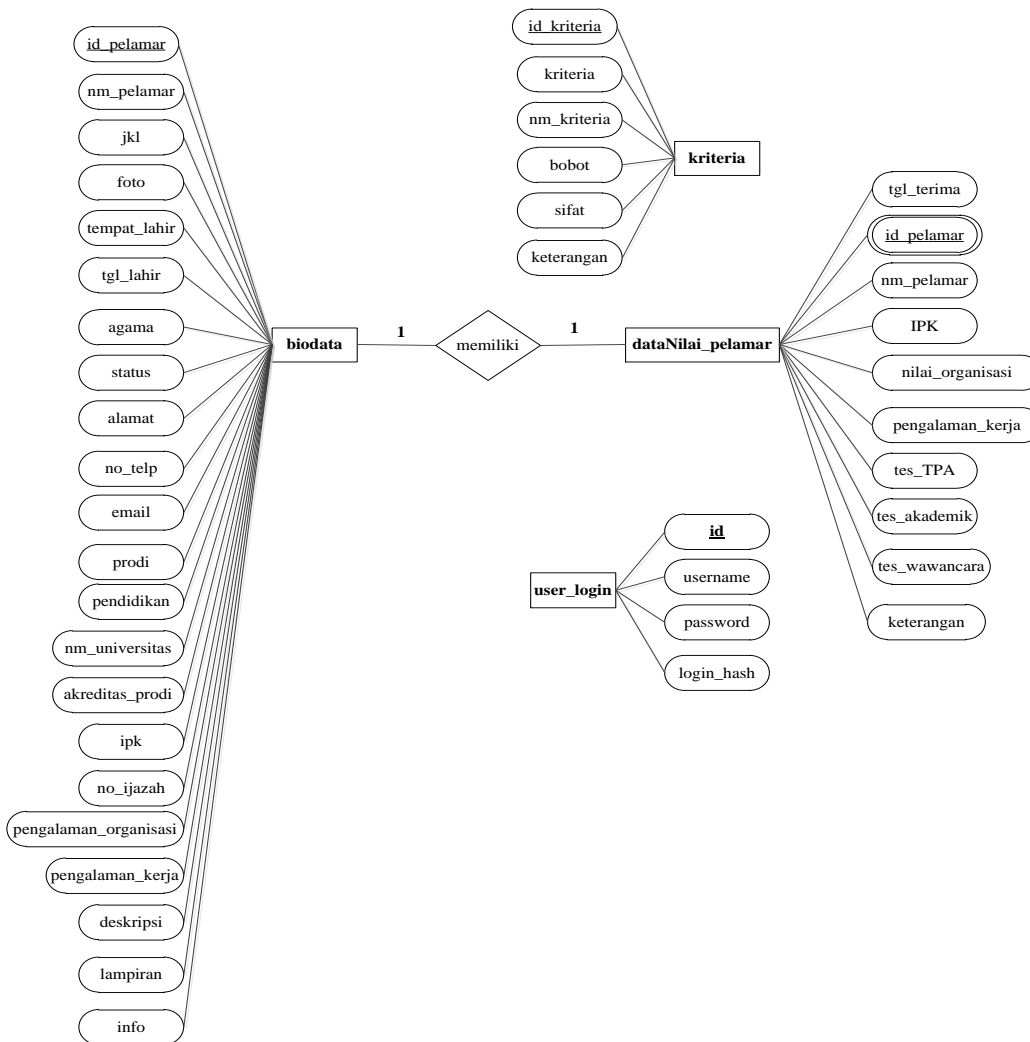 id_pelamar
nm_pelamar
jkl
foto
tempat_lahir
tgl_lahir
agama
status
alamat
no_telp
email
prodi
pendidikan
nm_universitas
akreditas_prodi
ipk
no_ijazah
pengalaman_organisasi
pengalaman_kerja
deskripsi
lampiran
info
biodata
1
memiliki
1
dataNilai_pelamar
id_kriteria
kriteria
nm_kriteria
bobot
sifat
keterangan
kriteria
tgl_terima
id_pelamar
nm_pelamar
IPK
nilai_organisasi
pengalaman_kerja
tes_TPA
tes_akademik
tes_wawancara
keterangan
user_login
id
username
password
login_hash